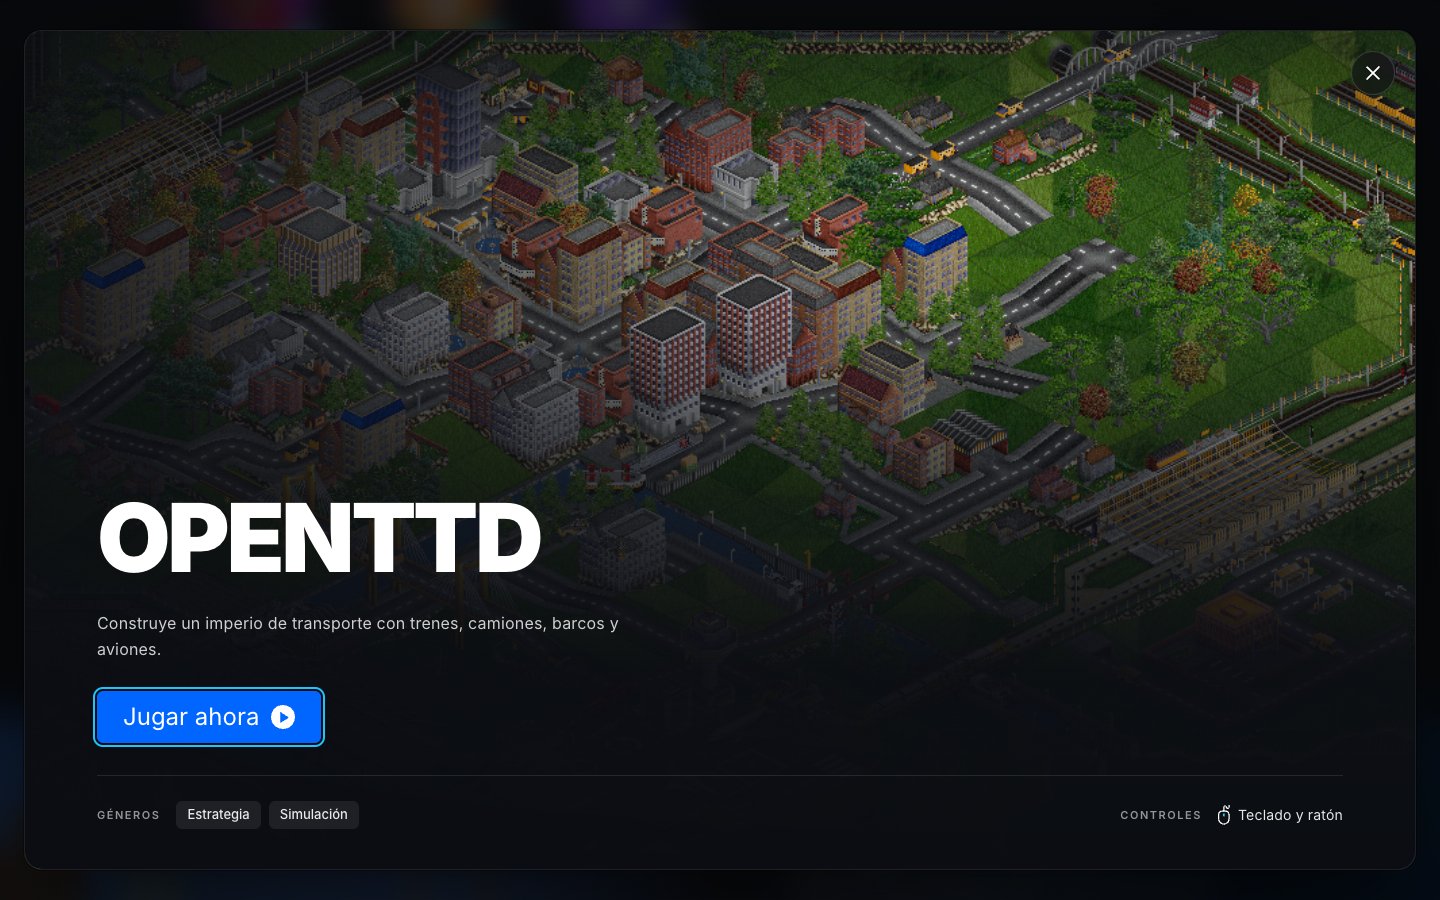 OPENTTD
Construye un imperio de transporte con trenes, camiones, barcos y
aviones.
Jugar ahora
GÉNEROS Estrategia Simulación
CONTROLES Teclado y ratón